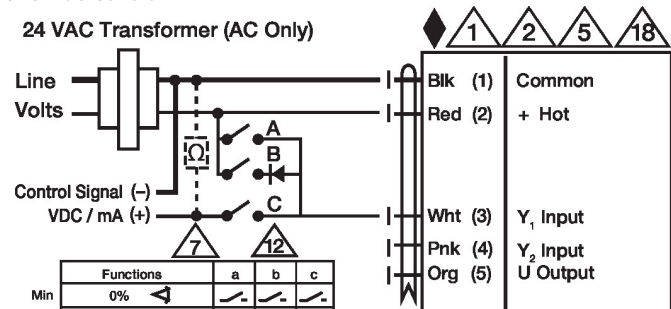 24 VAC Transformer (AC Only)
1 2 5 18
Line
Volts
Blk (1) Common
Red (2) + Hot
A
Ω
B
Control Signal (–)
VDC / mA (+)
C
Wht (3) Y1 Input
Pnk (4) Y2 Input
Org (5) U Output
7 12
Functions a b c
Min 0%